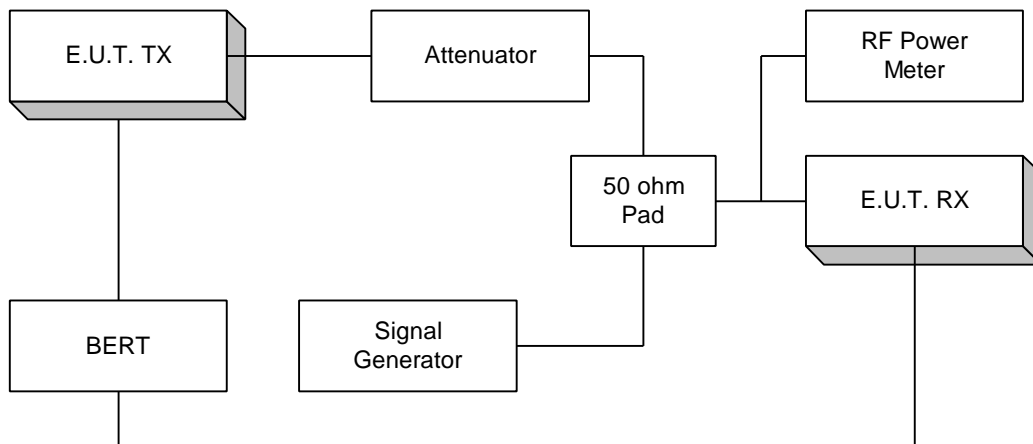 E.U.T. TX
Attenuator
RF Power
Meter
50 ohm
Pad
E.U.T. RX
BERT
Signal
Generator